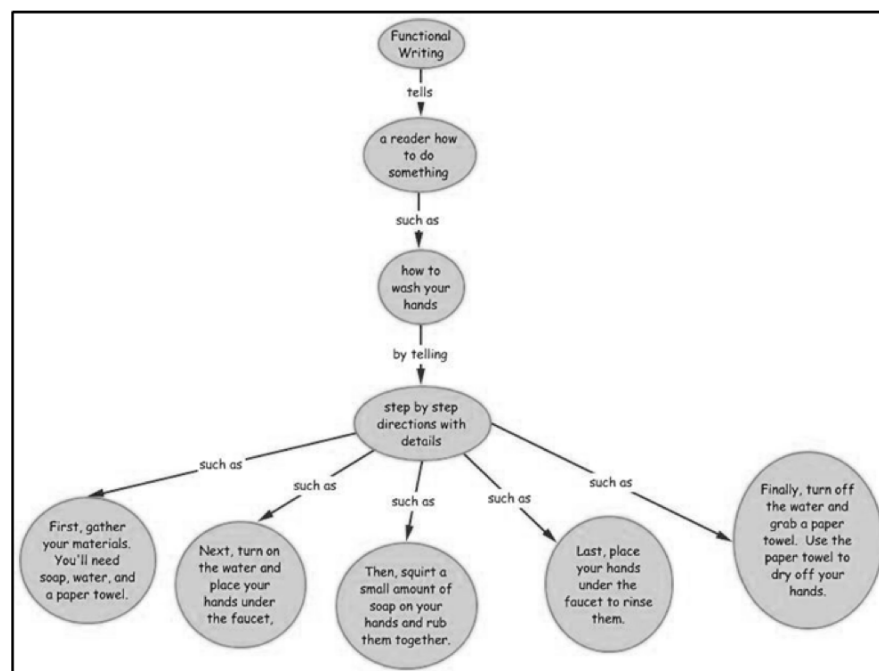 Functional
Writing
tells
a reader how
to do
something
such as
how to
wash your
hands
by telling
step by step
directions with
details
such as
such as
such as
such as
such as
First, gather
your materials.
You'll need
soap, water, and
a paper towel.
Next, turn on
the water and
place your
hands under
the faucet,
Then, squirt a
small amount of
soap on your
hands and rub
them together.
Last, place
your hands
under the
faucet to rinse
them.
Finally, turn off
the water and
grab a paper
towel. Use the
paper towel to
dry off your
hands.